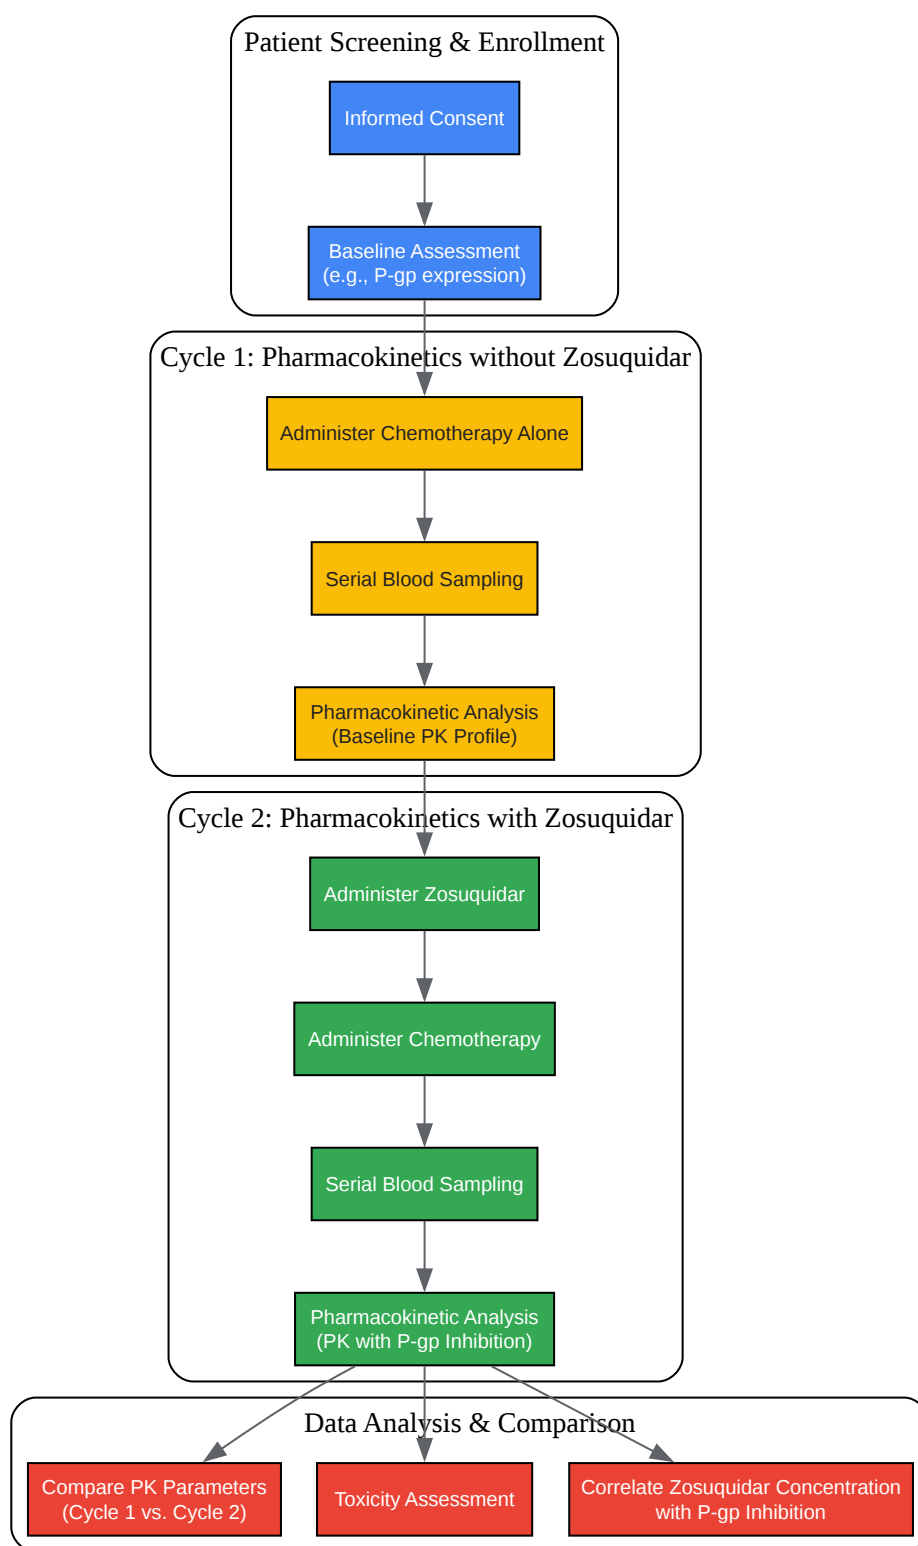 Patient Screening & Enrollment
Informed Consent
Baseline Assessment
(e.g., P-gp expression)
Cycle 1: Pharmacokinetics without Zosuquidar
Administer Chemotherapy Alone
Serial Blood Sampling
Pharmacokinetic Analysis
(Baseline PK Profile)
Cycle 2: Pharmacokinetics with Zosuquidar
Administer Zosuquidar
Administer Chemotherapy
Serial Blood Sampling
Pharmacokinetic Analysis
(PK with P-gp Inhibition)
Data Analysis & Comparison
Compare PK Parameters
(Cycle 1 vs. Cycle 2)
Toxicity Assessment
Correlate Zosuquidar Concentration
with P-gp Inhibition